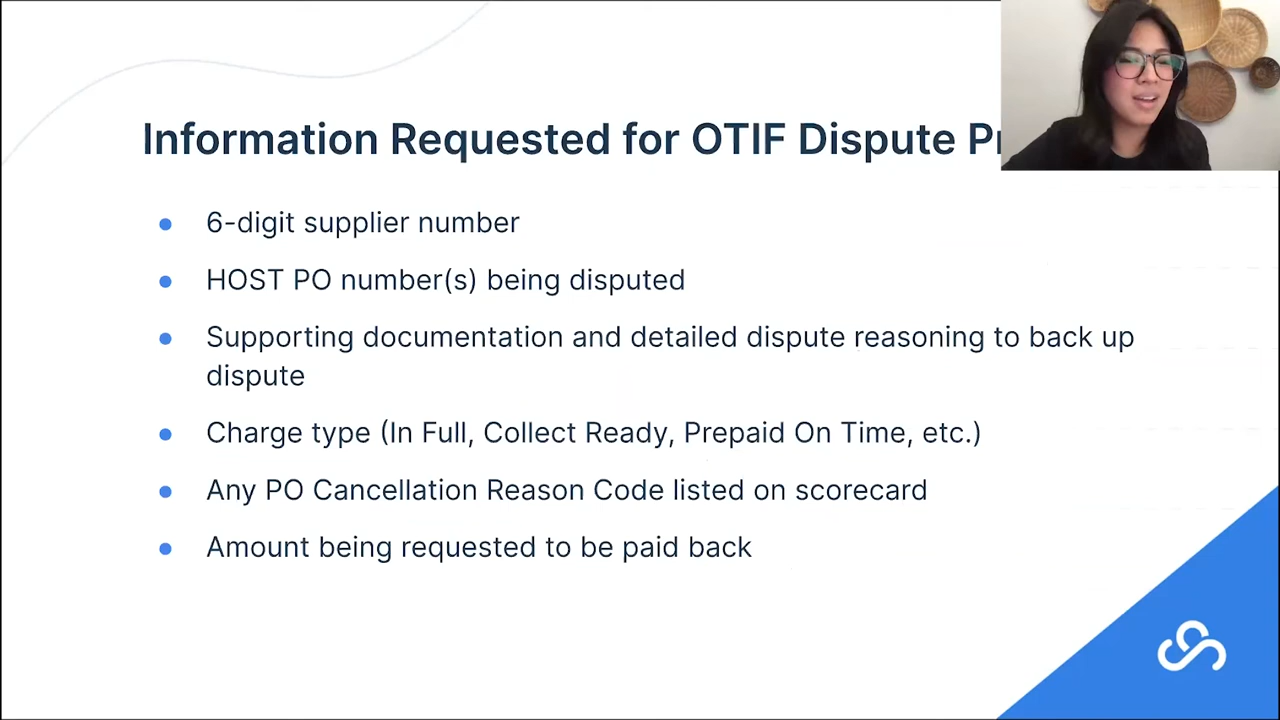 Information Requested for OTIF Dispute
6-digit supplier number
HOST PO number(s) being disputed
Supporting documentation and detailed dispute reasoning to back up
dispute
Charge type (In Full, Collect Ready, Prepaid On Time, etc.)
Any PO Cancellation Reason Code listed on scorecard
Amount being requested to be paid back